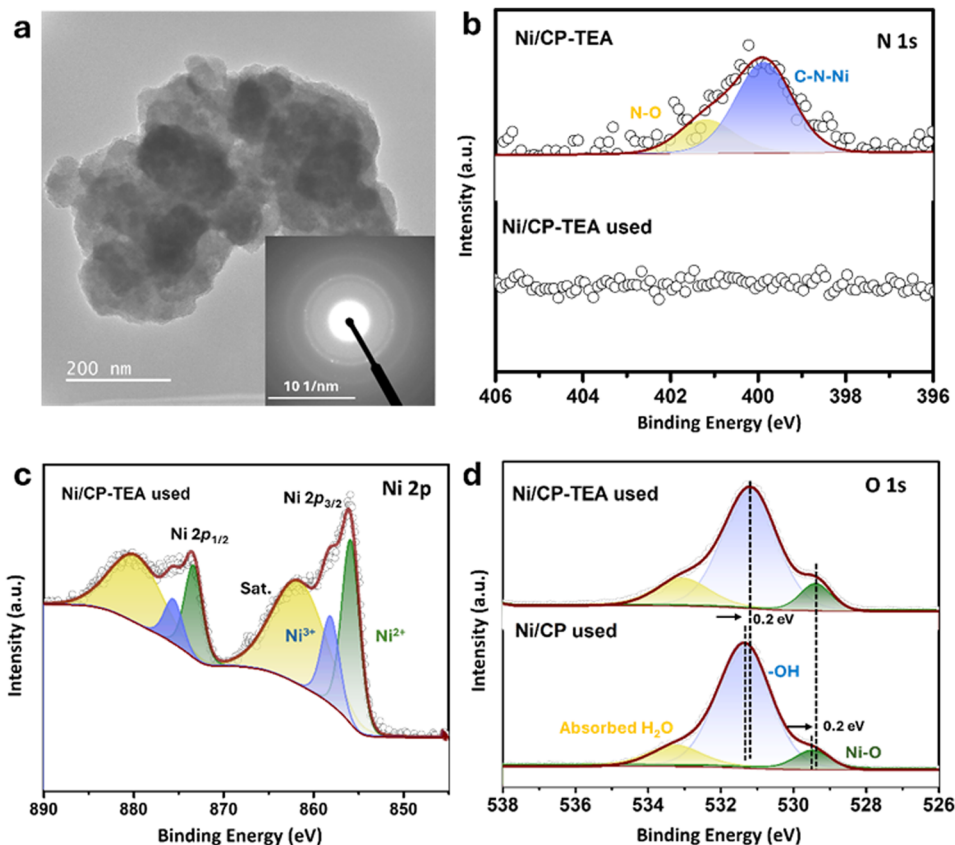 a
200 nm
10 1/nm
b
Ni/CP-TEA
N 1s
C-N-Ni
N-O
Ni/CP-TEA used
Intensity (a.u.)
406 404 402 400 398 396
Binding Energy (eV)
c
Ni/CP-TEA used
Ni 2p
Ni 2p3/2
Ni 2p1/2
Sat.
Ni3+
Ni2+
Intensity (a.u.)
890 880 870 860 850
Binding Energy (eV)
d
Ni/CP-TEA used
O 1s
0.2 eV
Ni/CP used
-OH
0.2 eV
Absorbed H2O
Ni-O
Intensity (a.u.)
538 536 534 532 530 528 526
Binding Energy (eV)